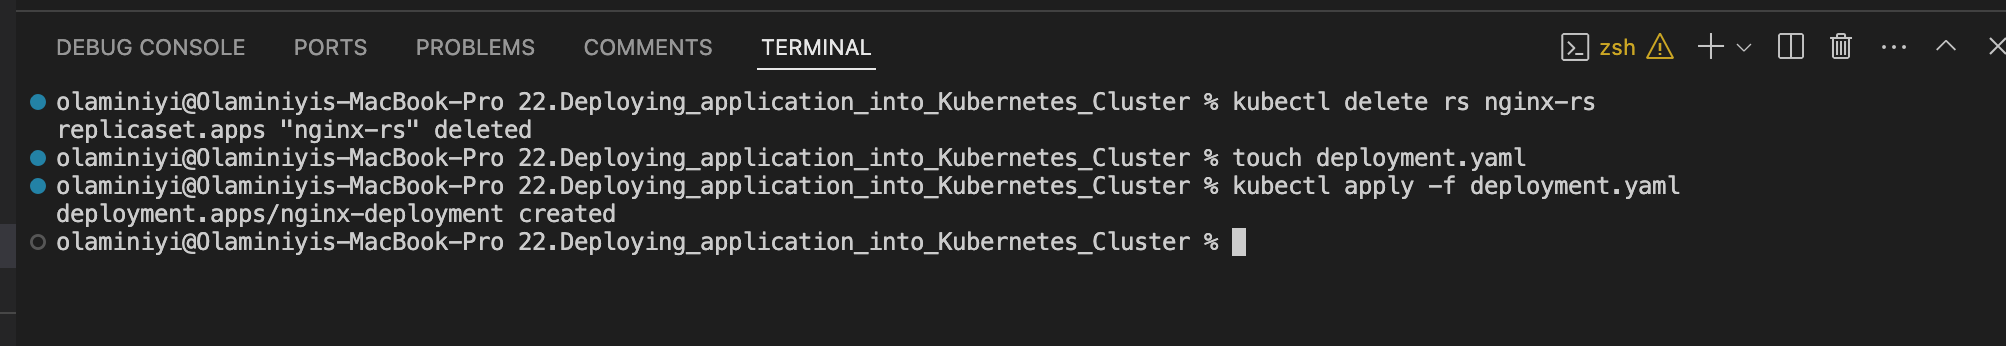 DEBUG CONSOLE PORTS PROBLEMS COMMENTS TERMINAL zsh
olaminiyi@Olaminiyis-MacBook-Pro 22.Deploying_application_into_Kubernetes_Cluster % kubectl delete rs nginx-rs
replicaset.apps "nginx-rs" deleted
olaminiyi@Olaminiyis-MacBook-Pro 22.Deploying_application_into_Kubernetes_Cluster % touch deployment.yaml
olaminiyi@Olaminiyis-MacBook-Pro 22.Deploying_application_into_Kubernetes_Cluster % kubectl apply -f deployment.yaml
deployment.apps/nginx-deployment created
olaminiyi@Olaminiyis-MacBook-Pro 22.Deploying_application_into_Kubernetes_Cluster %